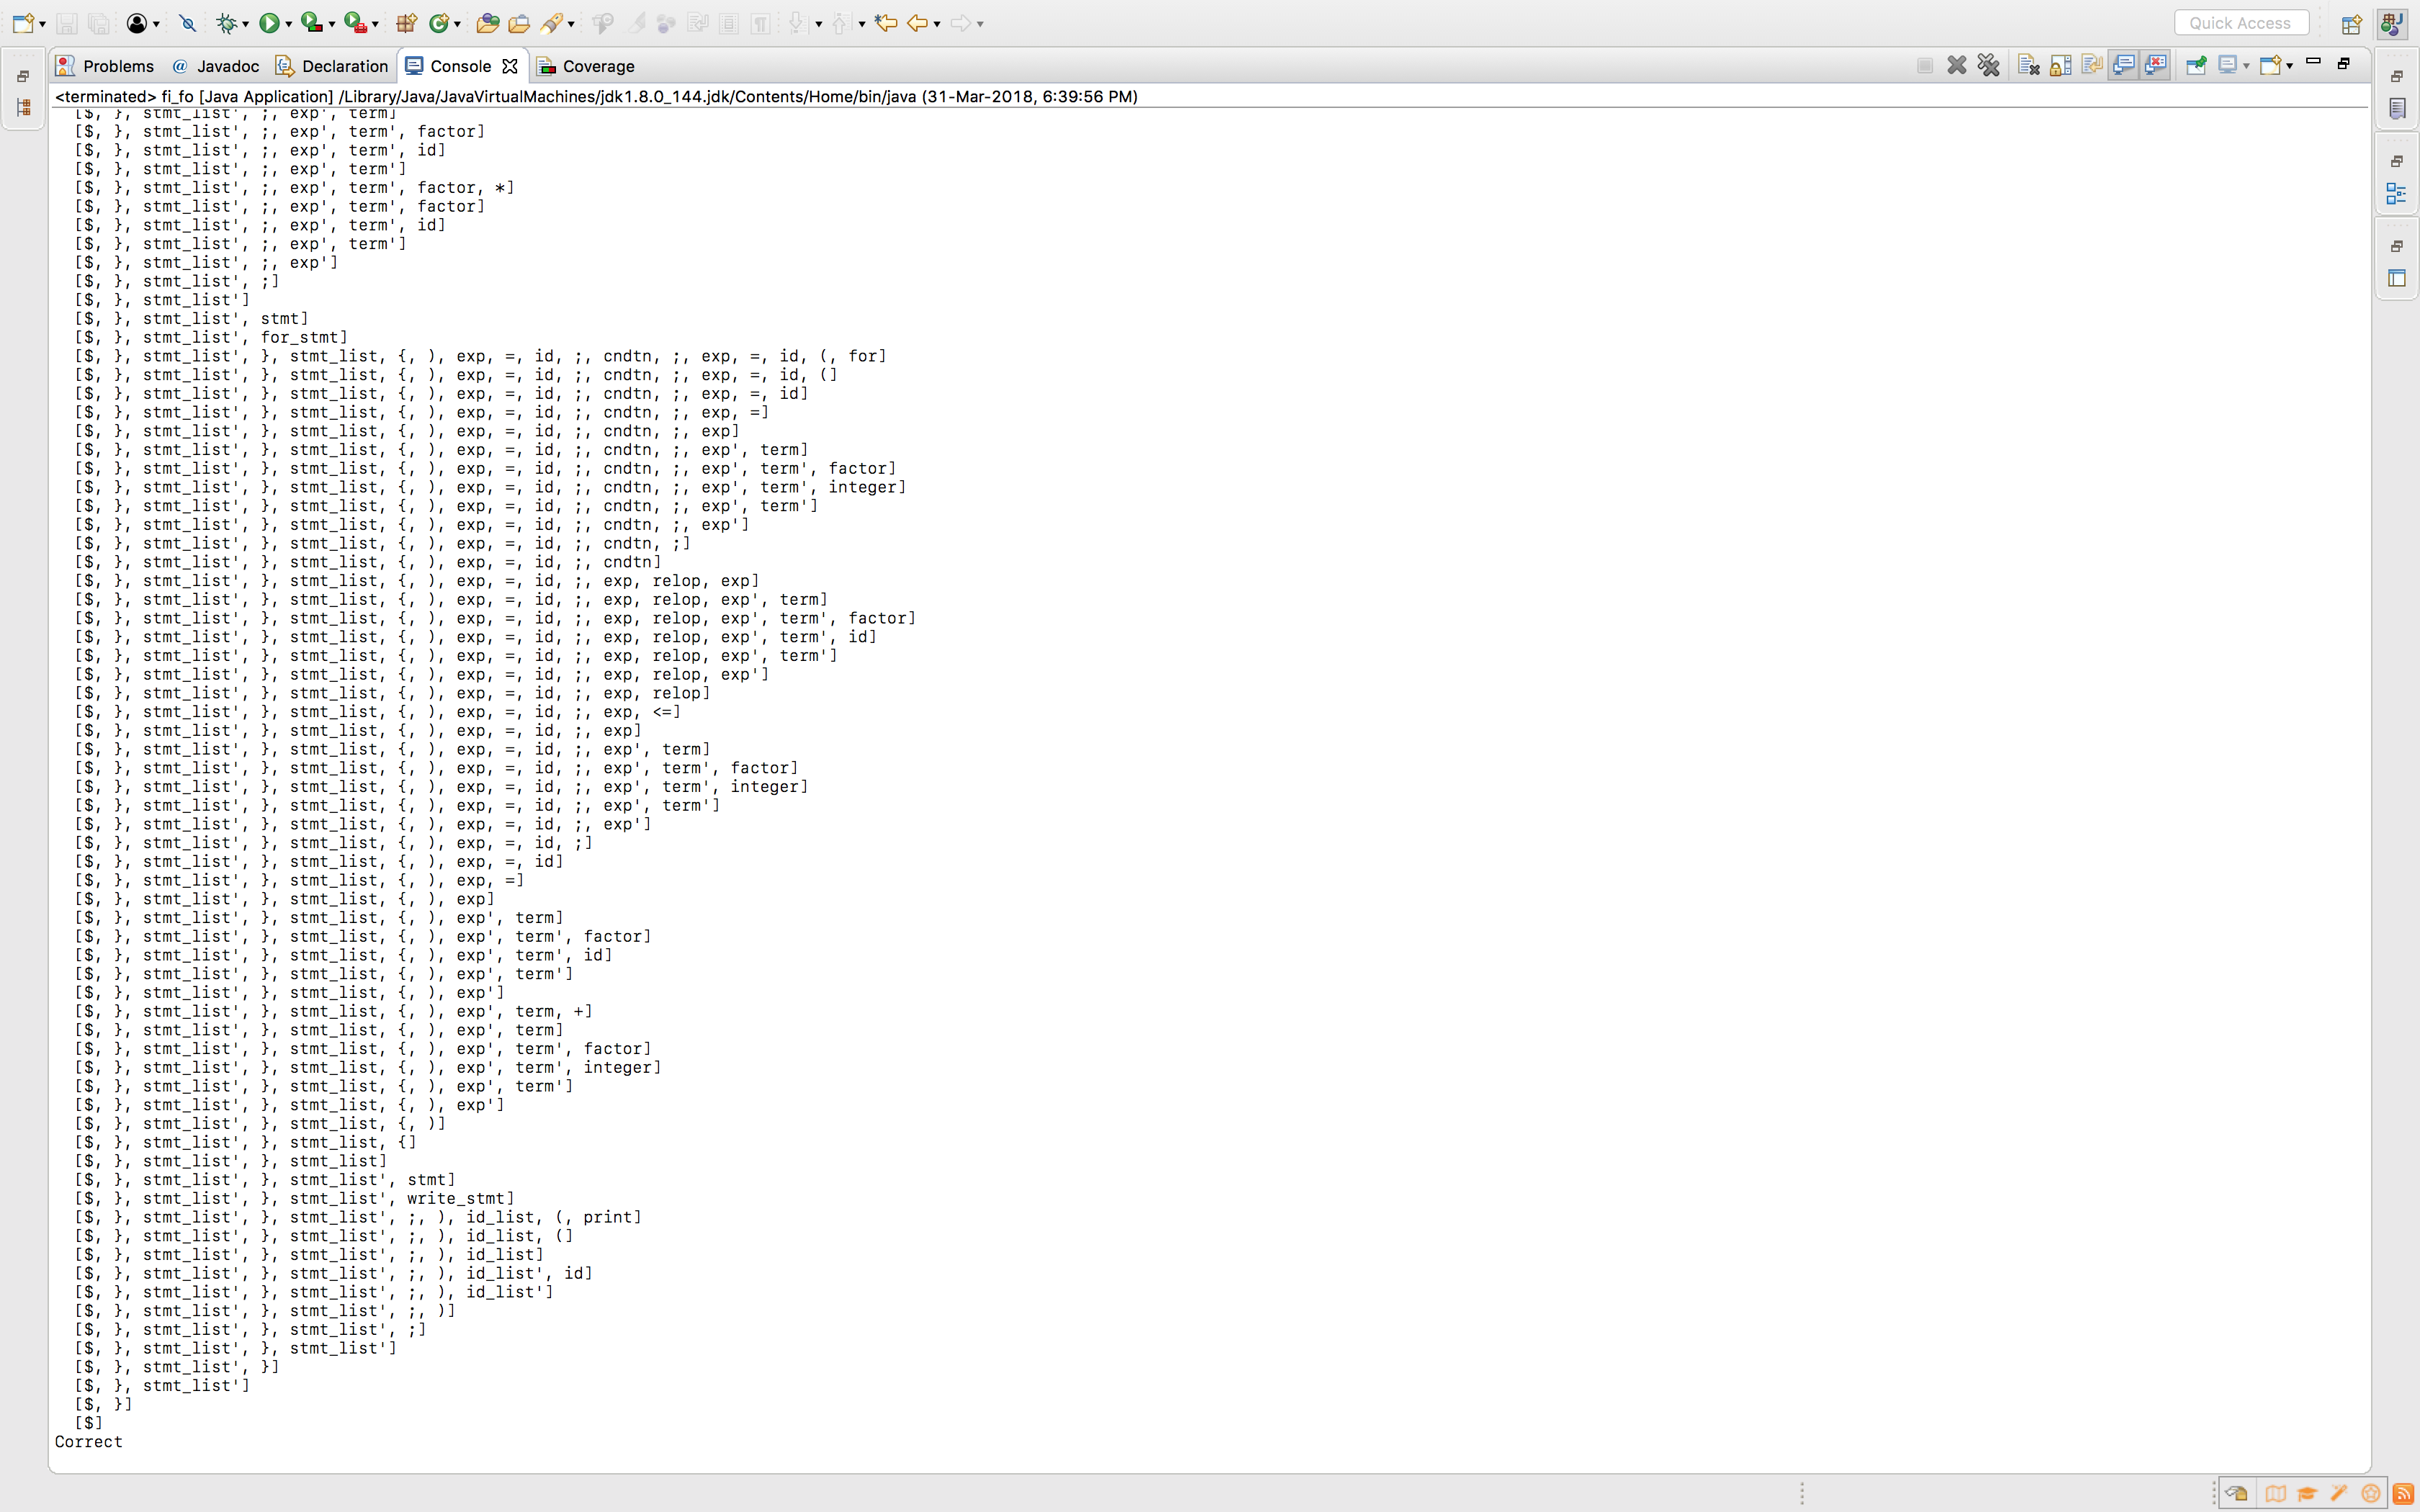 Quick Access
Problems @ Javadoc Declaration Console Coverage
<terminated> fi_fo [Java Application] /Library/Java/JavaVirtualMachines/jdk1.8.0_144.jdk/Contents/Home/bin/java (31-Mar-2018, 6:39:56 PM)
[$, }, stmt_list', ;, exp', term]
[$, }, stmt_list', ;, exp', term', factor]
[$, }, stmt_list', ;, exp', term', id]
[$, }, stmt_list', ;, exp', term']
[$, }, stmt_list', ;, exp', term', factor, *]
[$, }, stmt_list', ;, exp', term', factor]
[$, }, stmt_list', ;, exp', term', id]
[$, }, stmt_list', ;, exp', term']
[$, }, stmt_list', ;, exp']
[$, }, stmt_list', ;]
[$, }, stmt_list']
[$, }, stmt_list', stmt]
[$, }, stmt_list', for_stmt]
[$, }, stmt_list', }, stmt_list, {, ), exp, =, id, ;, cndtn, ;, exp, =, id, (, for]
[$, }, stmt_list', }, stmt_list, {, ), exp, =, id, ;, cndtn, ;, exp, =, id, (]
[$, }, stmt_list', }, stmt_list, {, ), exp, =, id, ;, cndtn, ;, exp, =, id]
[$, }, stmt_list', }, stmt_list, {, ), exp, =, id, ;, cndtn, ;, exp, =]
[$, }, stmt_list', }, stmt_list, {, ), exp, =, id, ;, cndtn, ;, exp]
[$, }, stmt_list', }, stmt_list, {, ), exp, =, id, ;, cndtn, ;, exp', term]
[$, }, stmt_list', }, stmt_list, {, ), exp, =, id, ;, cndtn, ;, exp', term', factor]
[$, }, stmt_list', }, stmt_list, {, ), exp, =, id, ;, cndtn, ;, exp', term', integer]
[$, }, stmt_list', }, stmt_list, {, ), exp, =, id, ;, cndtn, ;, exp', term']
[$, }, stmt_list', }, stmt_list, {, ), exp, =, id, ;, cndtn, ;, exp']
[$, }, stmt_list', }, stmt_list, {, ), exp, =, id, ;, cndtn, ;]
[$, }, stmt_list', }, stmt_list, {, ), exp, =, id, ;, cndtn]
[$, }, stmt_list', }, stmt_list, {, ), exp, =, id, ;, exp, relop, exp]
[$, }, stmt_list', }, stmt_list, {, ), exp, =, id, ;, exp, relop, exp', term]
[$, }, stmt_list', }, stmt_list, {, ), exp, =, id, ;, exp, relop, exp', term', factor]
[$, }, stmt_list', }, stmt_list, {, ), exp, =, id, ;, exp, relop, exp', term', id]
[$, }, stmt_list', }, stmt_list, {, ), exp, =, id, ;, exp, relop, exp', term']
[$, }, stmt_list', }, stmt_list, {, ), exp, =, id, ;, exp, relop, exp']
[$, }, stmt_list', }, stmt_list, {, ), exp, =, id, ;, exp, relop]
[$, }, stmt_list', }, stmt_list, {, ), exp, =, id, ;, exp, <=]
[$, }, stmt_list', }, stmt_list, {, ), exp, =, id, ;, exp]
[$, }, stmt_list', }, stmt_list, {, ), exp, =, id, ;, exp', term]
[$, }, stmt_list', }, stmt_list, {, ), exp, =, id, ;, exp', term', factor]
[$, }, stmt_list', }, stmt_list, {, ), exp, =, id, ;, exp', term', integer]
[$, }, stmt_list', }, stmt_list, {, ), exp, =, id, ;, exp', term']
[$, }, stmt_list', }, stmt_list, {, ), exp, =, id, ;, exp']
[$, }, stmt_list', }, stmt_list, {, ), exp, =, id, ;]
[$, }, stmt_list', }, stmt_list, {, ), exp, =, id]
[$, }, stmt_list', }, stmt_list, {, ), exp, =]
[$, }, stmt_list', }, stmt_list, {, ), exp]
[$, }, stmt_list', }, stmt_list, {, ), exp', term]
[$, }, stmt_list', }, stmt_list, {, ), exp', term', factor]
[$, }, stmt_list', }, stmt_list, {, ), exp', term', id]
[$, }, stmt_list', }, stmt_list, {, ), exp', term']
[$, }, stmt_list', }, stmt_list, {, ), exp']
[$, }, stmt_list', }, stmt_list, {, ), exp', term, +]
[$, }, stmt_list', }, stmt_list, {, ), exp', term]
[$, }, stmt_list', }, stmt_list, {, ), exp', term', factor]
[$, }, stmt_list', }, stmt_list, {, ), exp', term', integer]
[$, }, stmt_list', }, stmt_list, {, ), exp', term']
[$, }, stmt_list', }, stmt_list, {, ), exp']
[$, }, stmt_list', }, stmt_list, {, )]
[$, }, stmt_list', }, stmt_list, {]
[$, }, stmt_list', }, stmt_list]
[$, }, stmt_list', }, stmt_list', stmt]
[$, }, stmt_list', }, stmt_list', write_stmt]
[$, }, stmt_list', }, stmt_list', ;, ), id_list, (, print]
[$, }, stmt_list', }, stmt_list', ;, ), id_list, (]
[$, }, stmt_list', }, stmt_list', ;, ), id_list]
[$, }, stmt_list', }, stmt_list', ;, ), id_list', id]
[$, }, stmt_list', }, stmt_list', ;, ), id_list']
[$, }, stmt_list', }, stmt_list', ;, )]
[$, }, stmt_list', }, stmt_list', ;]
[$, }, stmt_list', }, stmt_list']
[$, }, stmt_list', }]
[$, }, stmt_list']
[$, }]
[$]
Correct